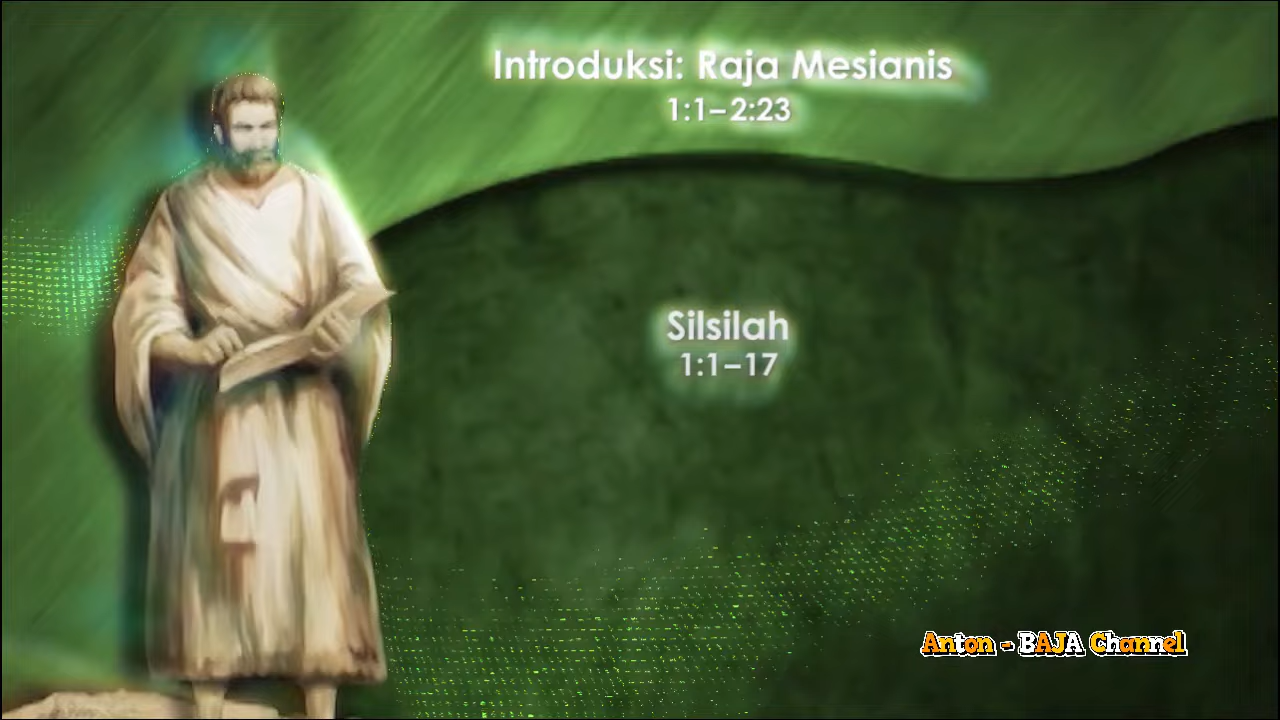 Introduksi: Raja Mesianis
1:1–2:23
Silsilah
1:1–17
Anton - BAJA Channel